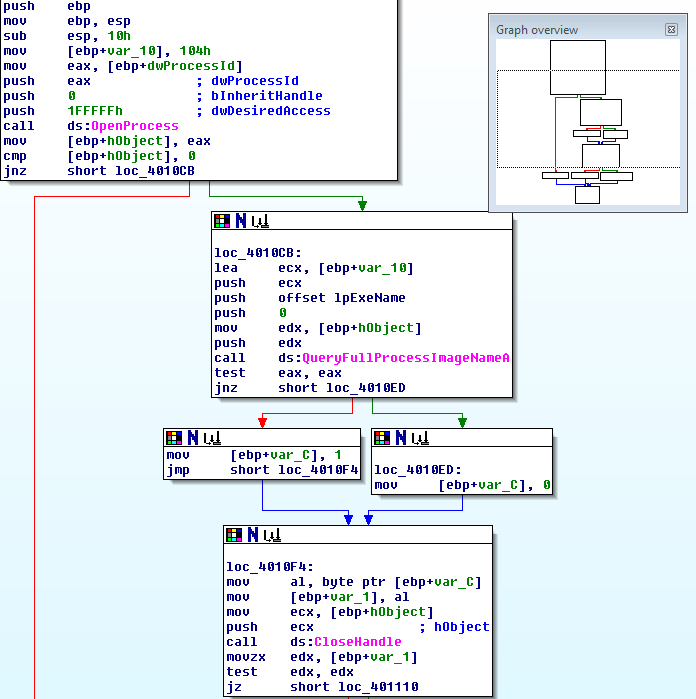 push ebp
mov ebp, esp
sub esp, 10h
mov [ebp+var_10], 104h
mov eax, [ebp+dwProcessId]
push eax ; dwProcessId
push 0 ; bInheritHandle
push 1FFFFFh ; dwDesiredAccess
call ds:OpenProcess
mov [ebp+hObject], eax
cmp [ebp+hObject], 0
jnz short loc_4010CB
Graph overview
loc_4010CB:
lea ecx, [ebp+var_10]
push ecx
push offset lpExeName
push 0
mov edx, [ebp+hObject]
push edx
call ds:QueryFullProcessImageNameA
test eax, eax
jnz short loc_4010ED
mov [ebp+var_C], 1
jmp short loc_4010F4
loc_4010ED:
mov [ebp+var_C], 0
loc_4010F4:
mov al, byte ptr [ebp+var_C]
mov [ebp+var_1], al
mov ecx, [ebp+hObject]
push ecx ; hObject
call ds:CloseHandle
movzx edx, [ebp+var_1]
test edx, edx
jz short loc_401110